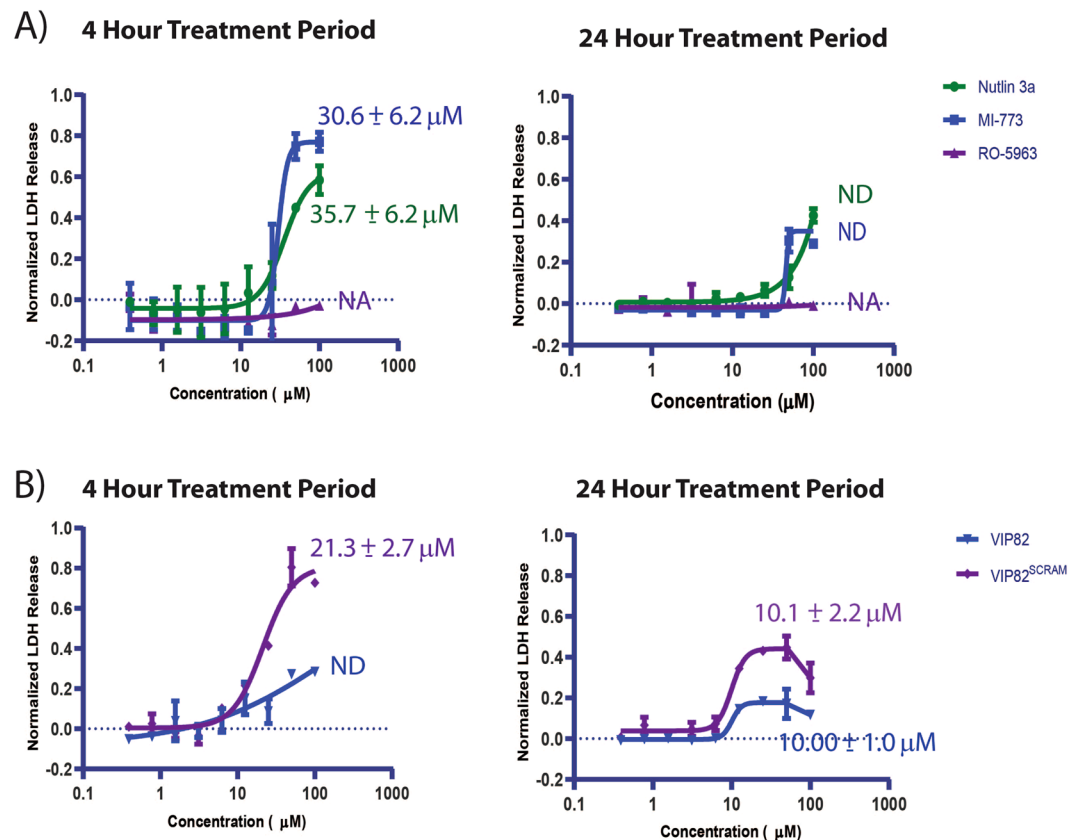 A)
4 Hour Treatment Period
24 Hour Treatment Period
Normalized LDH Release
1.0
0.8
0.6
0.4
0.2
0.0
-0.2
30.6 ± 6.2 µM
35.7 ± 6.2 µM
NA
0.1 1 10 100 1000
Concentration ( µM)
Normalized LDH Release
1.0
0.8
0.6
0.4
0.2
0.0
-0.2
ND
ND
NA
0.1 1 10 100 1000
Concentration (µM)
Nutlin 3a
MI-773
RO-5963
B)
4 Hour Treatment Period
24 Hour Treatment Period
Normalized LDH Release
1.0
0.8
0.6
0.4
0.2
0.0
-0.2
21.3 ± 2.7 µM
ND
0.1 1 10 100 1000
Concentration ( µM)
Normalized LDH Release
1.0
0.8
0.6
0.4
0.2
0.0
-0.2
10.1 ± 2.2 µM
10.00 ± 1.0 µM
0.1 1 10 100 1000
Concentration ( µM)
VIP82
VIP82SCRAM